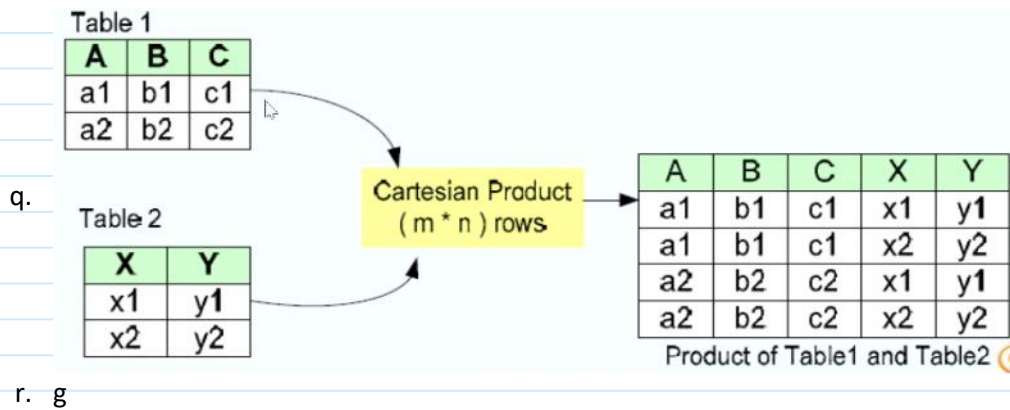 Table 1
A B C
a1 b1 c1
a2 b2 c2
q.
Table 2
X Y
x1 y1
x2 y2
Cartesian Product
( m * n ) rows.
A B C X Y
a1 b1 c1 x1 y1
a1 b1 c1 x2 y2
a2 b2 c2 x1 y1
a2 b2 c2 x2 y2
Product of Table1 and Table2
r. g